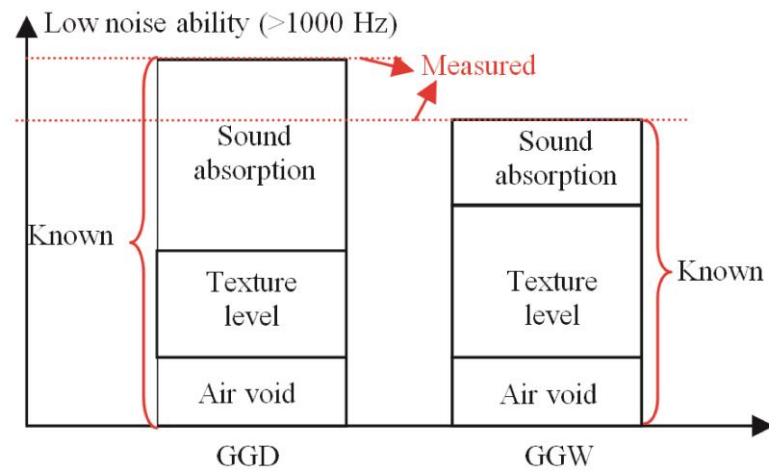 Low noise ability (>1000 Hz)
Measured
Sound
absorption
Sound
absorption
Known
Known
Texture
level
Texture
level
Air void
Air void
GGD
GGW